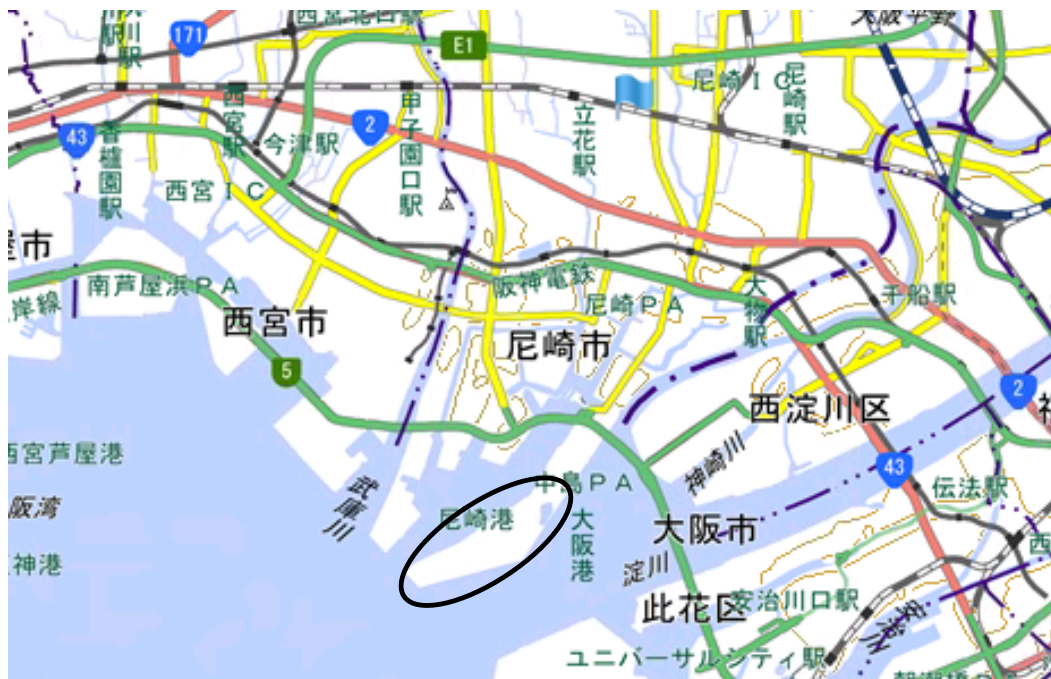 西宮北口駅
大阪平野
171
E1
尼崎ＩＣ
尼崎駅
立花駅
甲子園口駅
西宮駅
2
43
今津駅
香櫨園駅
西宮ＩＣ
屋市
南芦屋浜ＰＡ
岸線
阪神電鉄
尼崎ＰＡ
大物駅
千船駅
西宮市
尼崎市
5
2
西淀川区
神崎川
43
西宮芦屋港
中島ＰＡ
伝法駅
武庫川
阪湾
尼崎港
大阪港
大阪市
神港
淀川
此花区
安治川口駅
安治川
ユニバーサルシティ駅